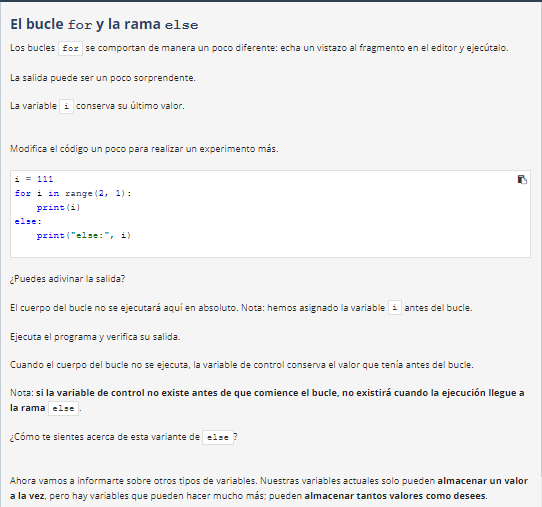 El bucle for y la rama else
Los bucles for se comportan de manera un poco diferente: echa un vistazo al fragmento en el editor y ejecútalo.
La salida puede ser un poco sorprendente.
La variable i conserva su último valor.
Modifica el código un poco para realizar un experimento más.
i = 111
for i in range(2, 1):
    print(i)
else:
    print("else:", i)
¿Puedes adivinar la salida?
El cuerpo del bucle no se ejecutará aquí en absoluto. Nota: hemos asignado la variable i antes del bucle.
Ejecuta el programa y verifica su salida.
Cuando el cuerpo del bucle no se ejecuta, la variable de control conserva el valor que tenía antes del bucle.
Nota: si la variable de control no existe antes de que comience el bucle, no existirá cuando la ejecución llegue a
la rama else.
¿Cómo te sientes acerca de esta variante de else?
Ahora vamos a informarte sobre otros tipos de variables. Nuestras variables actuales solo pueden almacenar un valor
a la vez, pero hay variables que pueden hacer mucho más; pueden almacenar tantos valores como desees.